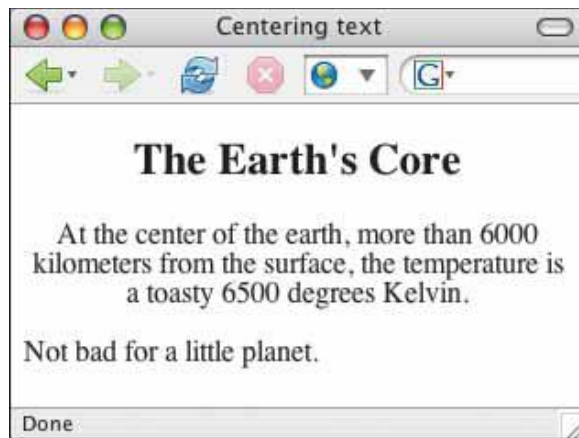 Centering text
G
The Earth's Core
At the center of the earth, more than 6000
kilometers from the surface, the temperature is
a toasty 6500 degrees Kelvin.
Not bad for a little planet.
Done